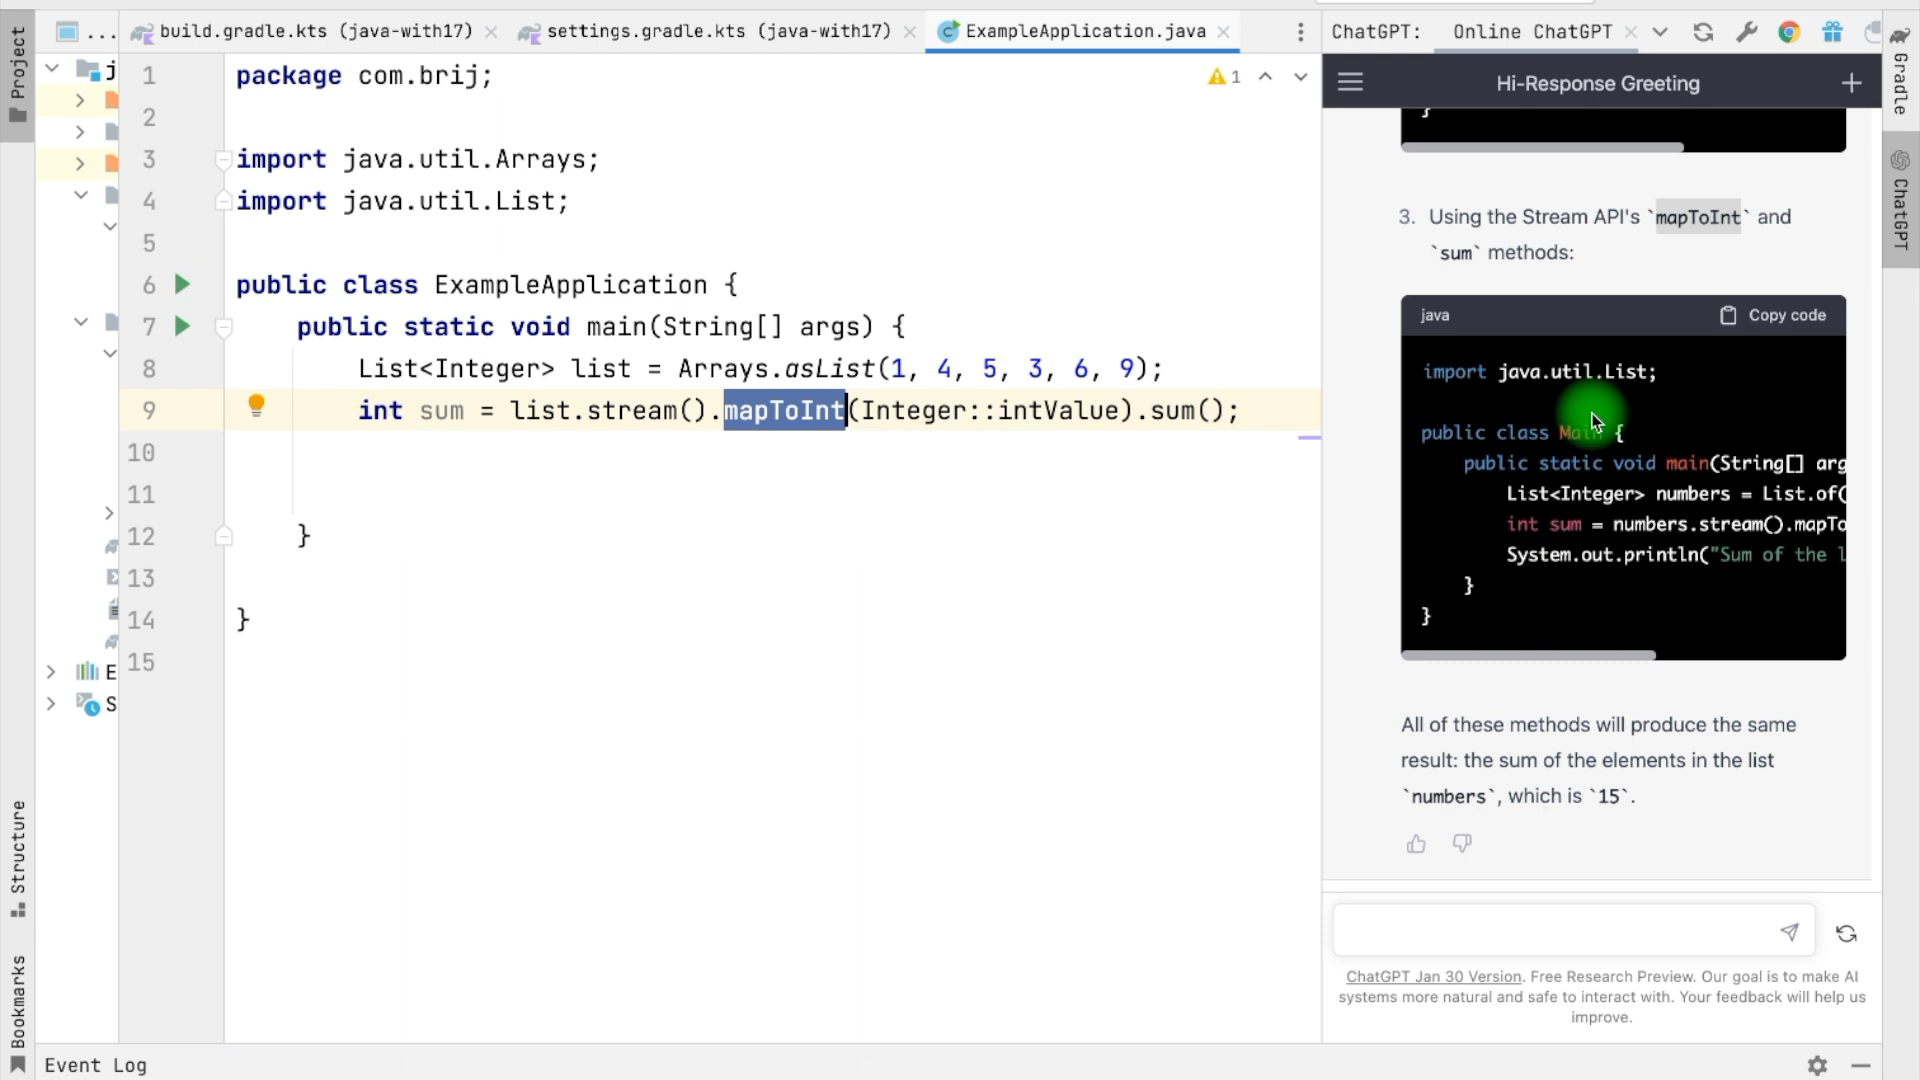 Project
...
build.gradle.kts (java-with17)
settings.gradle.kts (java-with17)
ExampleApplication.java
ChatGPT:
Online ChatGPT
Gradle
ChatGPT
j
E
S
Structure
Bookmarks
1
1 package com.brij;
2
3 import java.util.Arrays;
4 import java.util.List;
5
6 public class ExampleApplication {
7 public static void main(String[] args) {
8 List<Integer> list = Arrays.asList(1, 4, 5, 3, 6, 9);
9 int sum = list.stream().mapToInt(Integer::intValue).sum();
10
11
12 }
13
14 }
15
Hi-Response Greeting
}
3. Using the Stream API's `mapToInt` and
`sum` methods:
java
Copy code
import java.util.List;
public class Main {
public static void main(String[] arg
List<Integer> numbers = List.of(
int sum = numbers.stream().mapTo
System.out.println("Sum of the l
}
}
All of these methods will produce the same
result: the sum of the elements in the list
`numbers`, which is `15`.
ChatGPT Jan 30 Version. Free Research Preview. Our goal is to make AI
systems more natural and safe to interact with. Your feedback will help us
improve.
Event Log